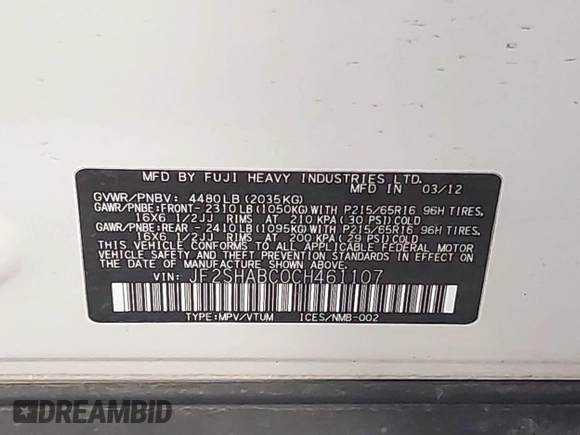 MFD BY FUJI HEAVY INDUSTRIES LTD.
MFD IN 03/12
GVWR/PNBV: 4480LB (2035KG)
GAWR/PNBE:FRONT-2310LB(1050KG)WITH P215/65R16 96H TIRES.
16X6 1/2JJ RIMS AT 210 KPA(30 PSI)COLD
GAWR/PNBE:REAR -2410LB(1095KG)WITH P215/65R16 96H TIRES.
16X6 1/2JJ RIMS AT 200 KPA(29 PSI)COLD
THIS VEHICLE CONFORMS TO ALL APPLICABLE FEDERAL MOTOR
VEHICLE SAFETY STANDARDS IN EFFECT ON THE DATE OF
MANUFACTURE SHOWN ABOVE.
VIN: JF2SHABC0CH461107
TYPE:MPV/VTUM ICES/NMB-002
DREAMBID